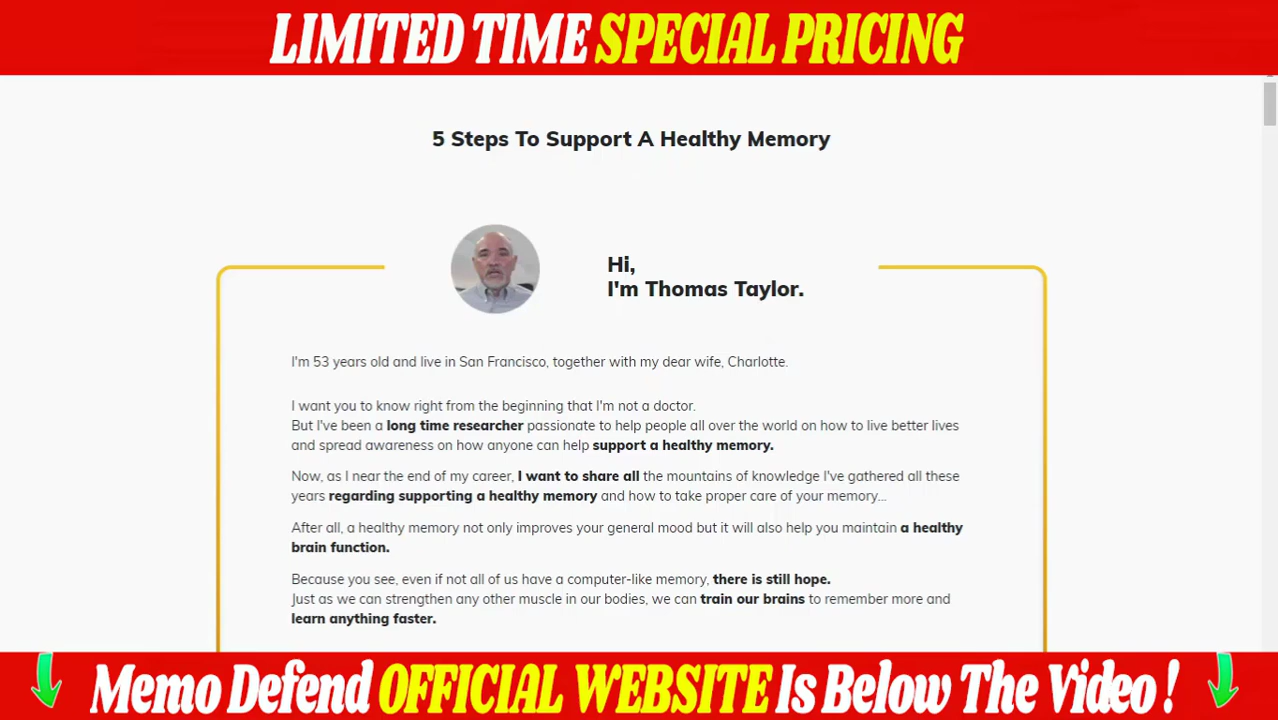 LIMITED TIME SPECIAL PRICING
5 Steps To Support A Healthy Memory
Hi,
I'm Thomas Taylor.
I'm 53 years old and live in San Francisco, together with my dear wife, Charlotte.
I want you to know right from the beginning that I'm not a doctor.
But I've been a long time researcher passionate to help people all over the world on how to live better lives
and spread awareness on how anyone can help support a healthy memory.
Now, as I near the end of my career, I want to share all the mountains of knowledge I've gathered all these
years regarding supporting a healthy memory and how to take proper care of your memory...
After all, a healthy memory not only improves your general mood but it will also help you maintain a healthy
brain function.
Because you see, even if not all of us have a computer-like memory, there is still hope.
Just as we can strengthen any other muscle in our bodies, we can train our brains to remember more and
learn anything faster.
Memo Defend OFFICIAL WEBSITE Is Below The Video !